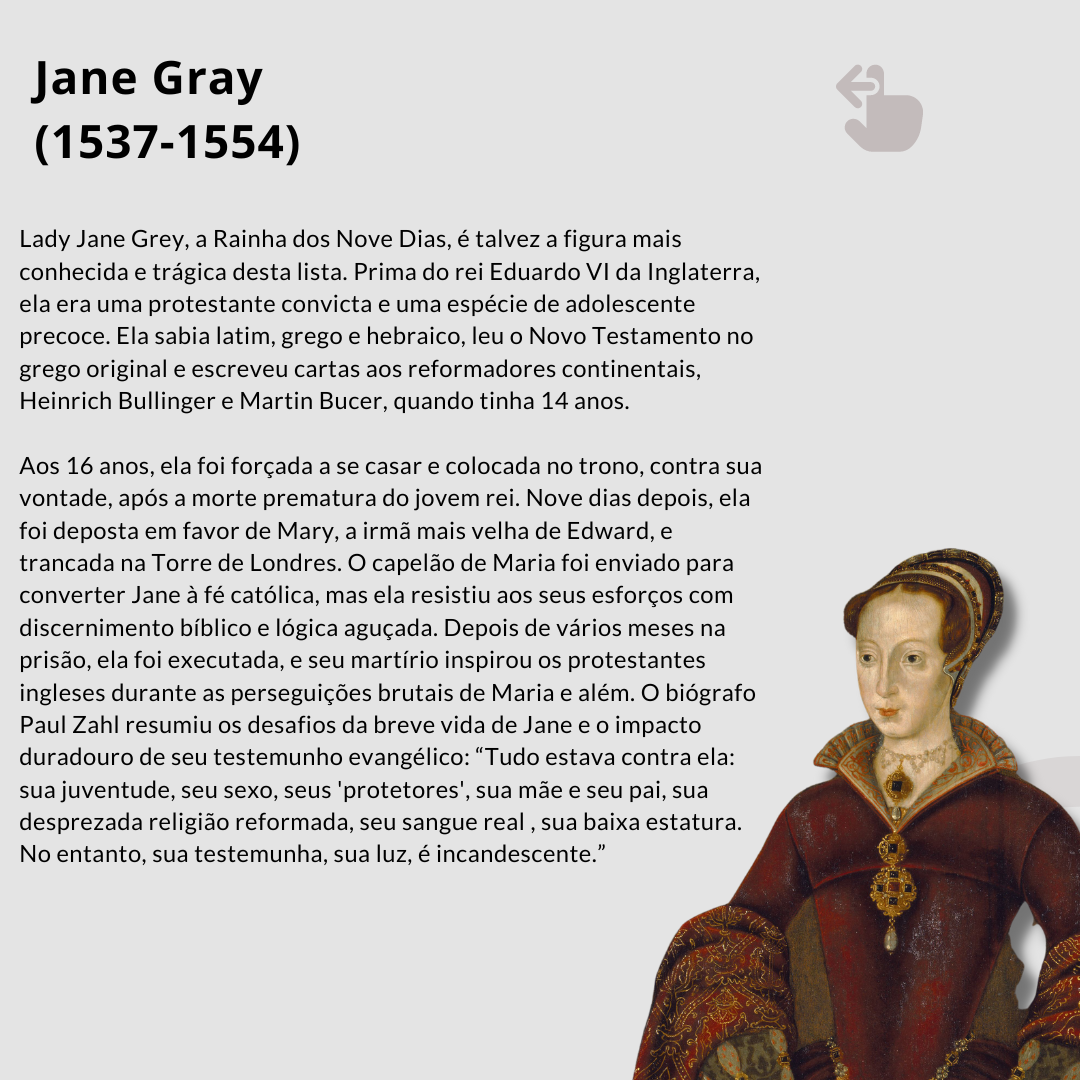 Jane Gray
(1537-1554)
Lady Jane Grey, a Rainha dos Nove Dias, é talvez a figura mais
conhecida e trágica desta lista. Prima do rei Eduardo VI da Inglaterra,
ela era uma protestante convicta e uma espécie de adolescente
precoce. Ela sabia latim, grego e hebraico, leu o Novo Testamento no
grego original e escreveu cartas aos reformadores continentais,
Heinrich Bullinger e Martin Bucer, quando tinha 14 anos.
Aos 16 anos, ela foi forçada a se casar e colocada no trono, contra sua
vontade, após a morte prematura do jovem rei. Nove dias depois, ela
foi deposta em favor de Mary, a irmã mais velha de Edward, e
trancada na Torre de Londres. O capelão de Maria foi enviado para
converter Jane à fé católica, mas ela resistiu aos seus esforços com
discernimento bíblico e lógica aguçada. Depois de vários meses na
prisão, ela foi executada, e seu martírio inspirou os protestantes
ingleses durante as perseguições brutais de Maria e além. O biógrafo
Paul Zahl resumiu os desafios da breve vida de Jane e o impacto
duradouro de seu testemunho evangélico: “Tudo estava contra ela:
sua juventude, seu sexo, seus 'protetores', sua mãe e seu pai, sua
desprezada religião reformada, seu sangue real , sua baixa estatura.
No entanto, sua testemunha, sua luz, é incandescente.”